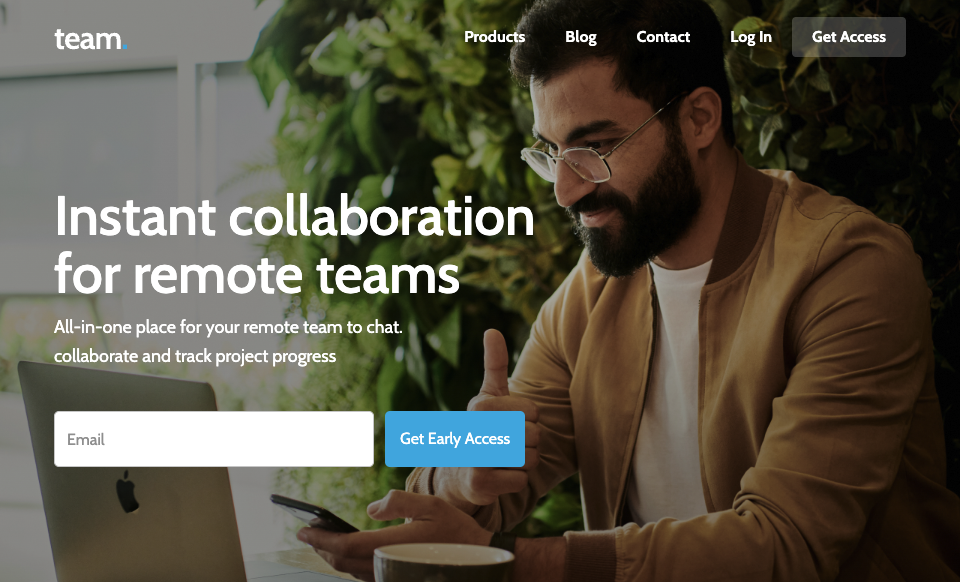 team.
Products
Blog
Contact
Log In
Get Access
Instant collaboration
for remote teams
All-in-one place for your remote team to chat.
collaborate and track project progress
Email
Get Early Access